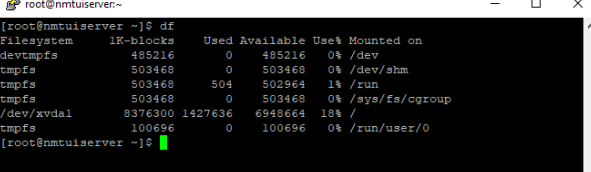 root@nmtuiserver:~
[root@nmtuiserver ~]$ df
Filesystem 1K-blocks Used Available Use% Mounted on
devtmpfs 485216 0 485216 0% /dev
tmpfs 503468 0 503468 0% /dev/shm
tmpfs 503468 504 502964 1% /run
tmpfs 503468 0 503468 0% /sys/fs/cgroup
/dev/xvda1 8376300 1427636 6948664 18% /
tmpfs 100696 0 100696 0% /run/user/0
[root@nmtuiserver ~]$